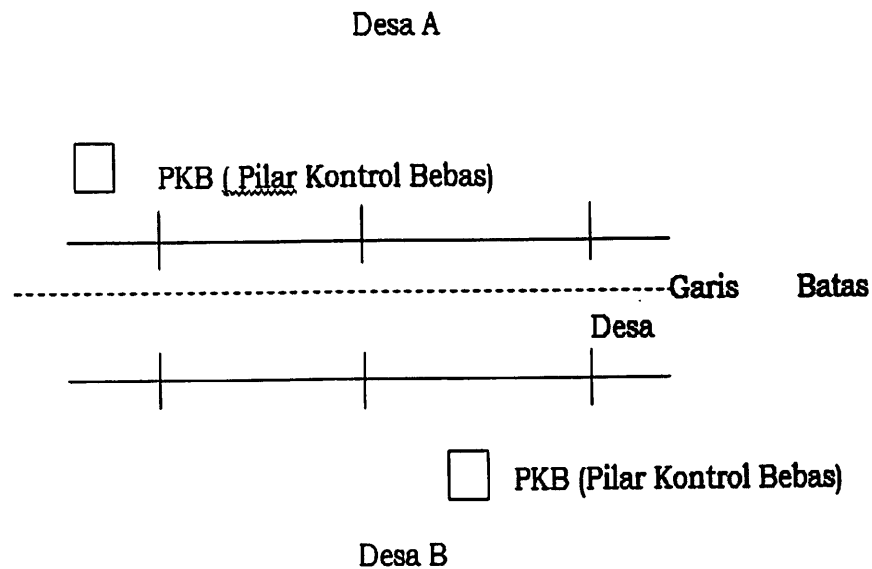 Desa A
PKB ( Pilar Kontrol Bebas)
Garis Batas
Desa
PKB (Pilar Kontrol Bebas)
Desa B